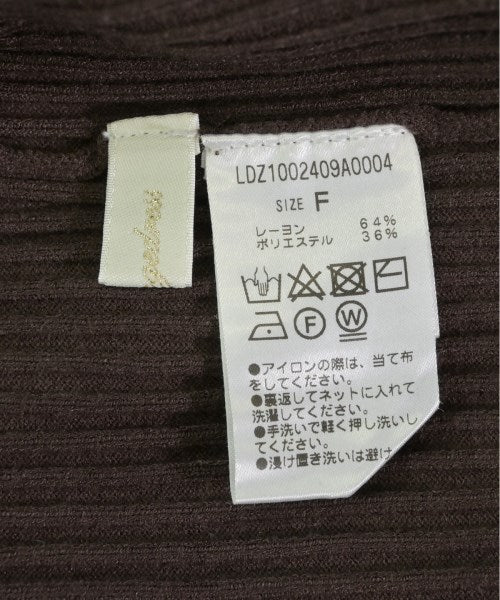 LDZ1002409A0004
SIZE F
レーヨン 64%
ポリエステル 36%
F
W
●アイロンの際は、当て布
をしてください。
●裏返してネットに入れて
洗濯してください。
●手洗いで軽く押し洗いし
てください。
●浸け置き洗いは避け